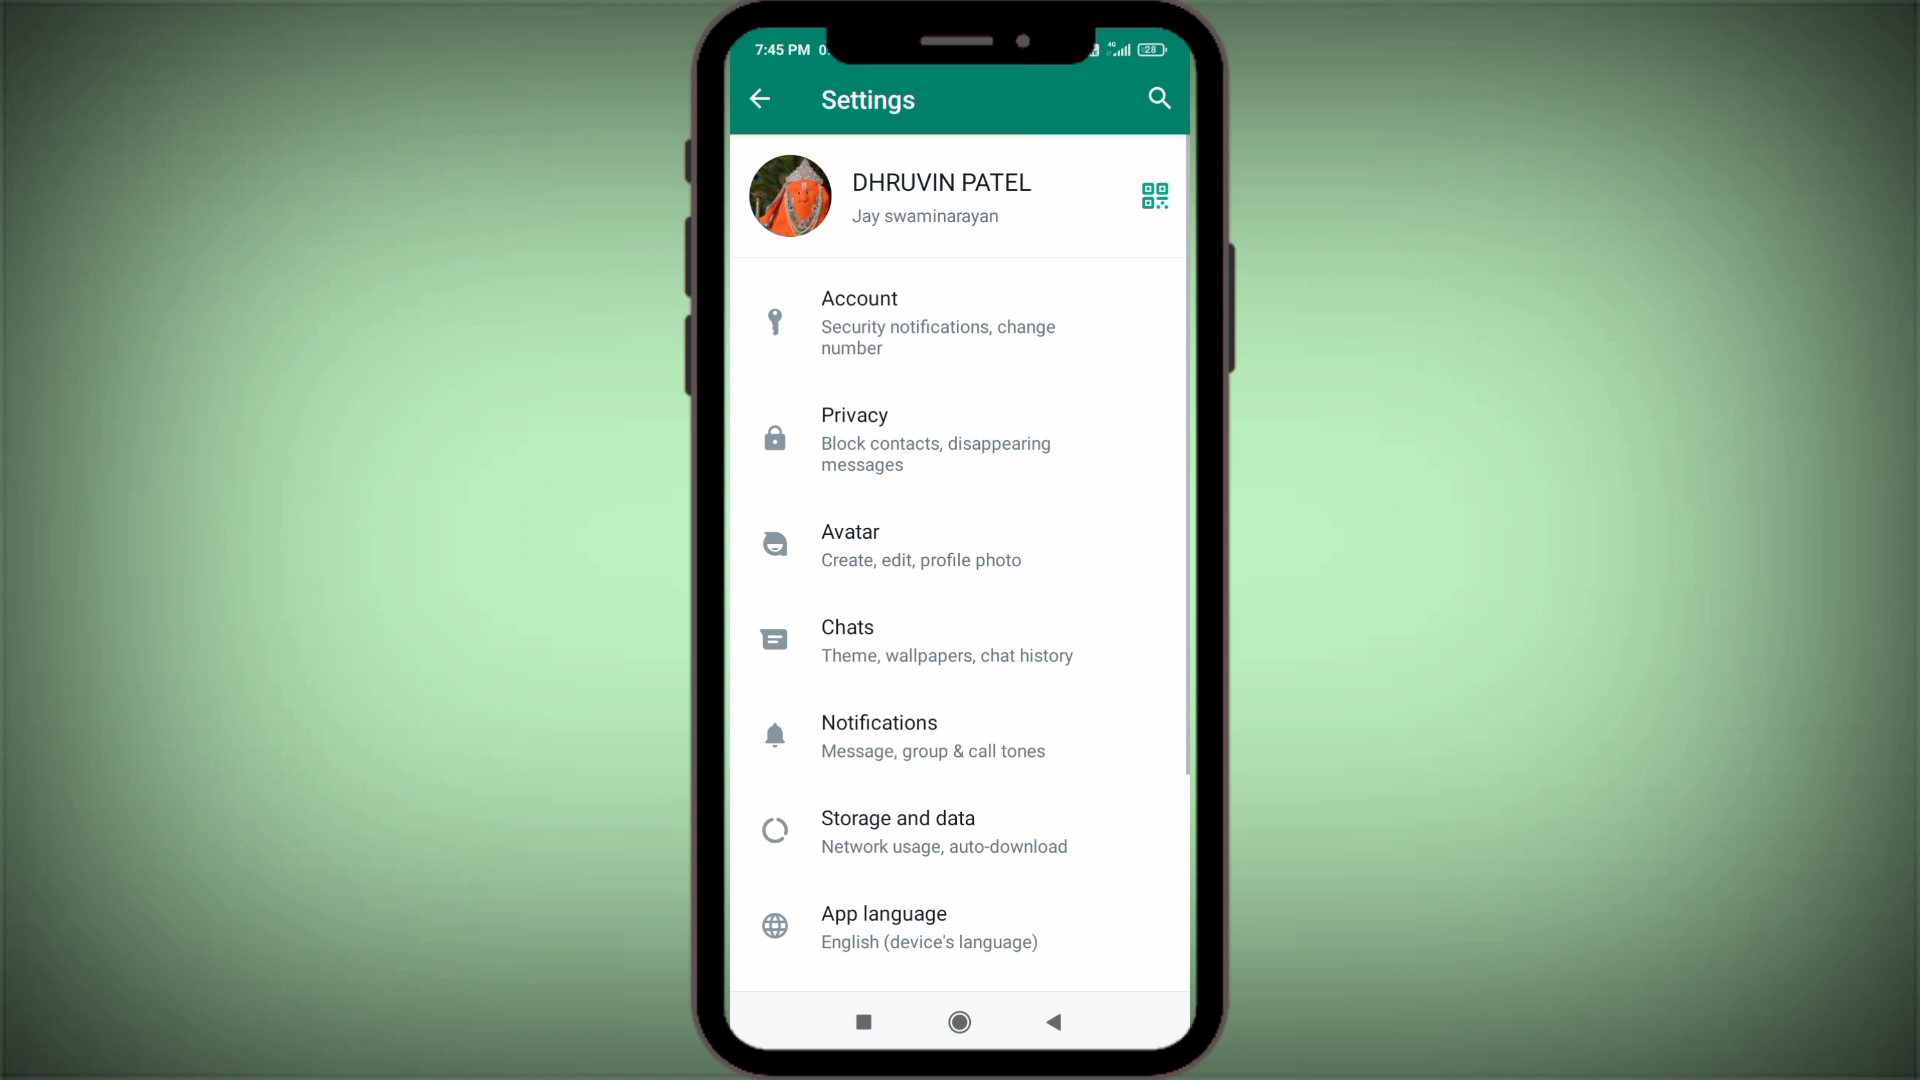 7:45 PM
4G
28
Settings
DHRUVIN PATEL
Jay swaminarayan
Account
Security notifications, change
number
Privacy
Block contacts, disappearing
messages
Avatar
Create, edit, profile photo
Chats
Theme, wallpapers, chat history
Notifications
Message, group & call tones
Storage and data
Network usage, auto-download
App language
English (device's language)